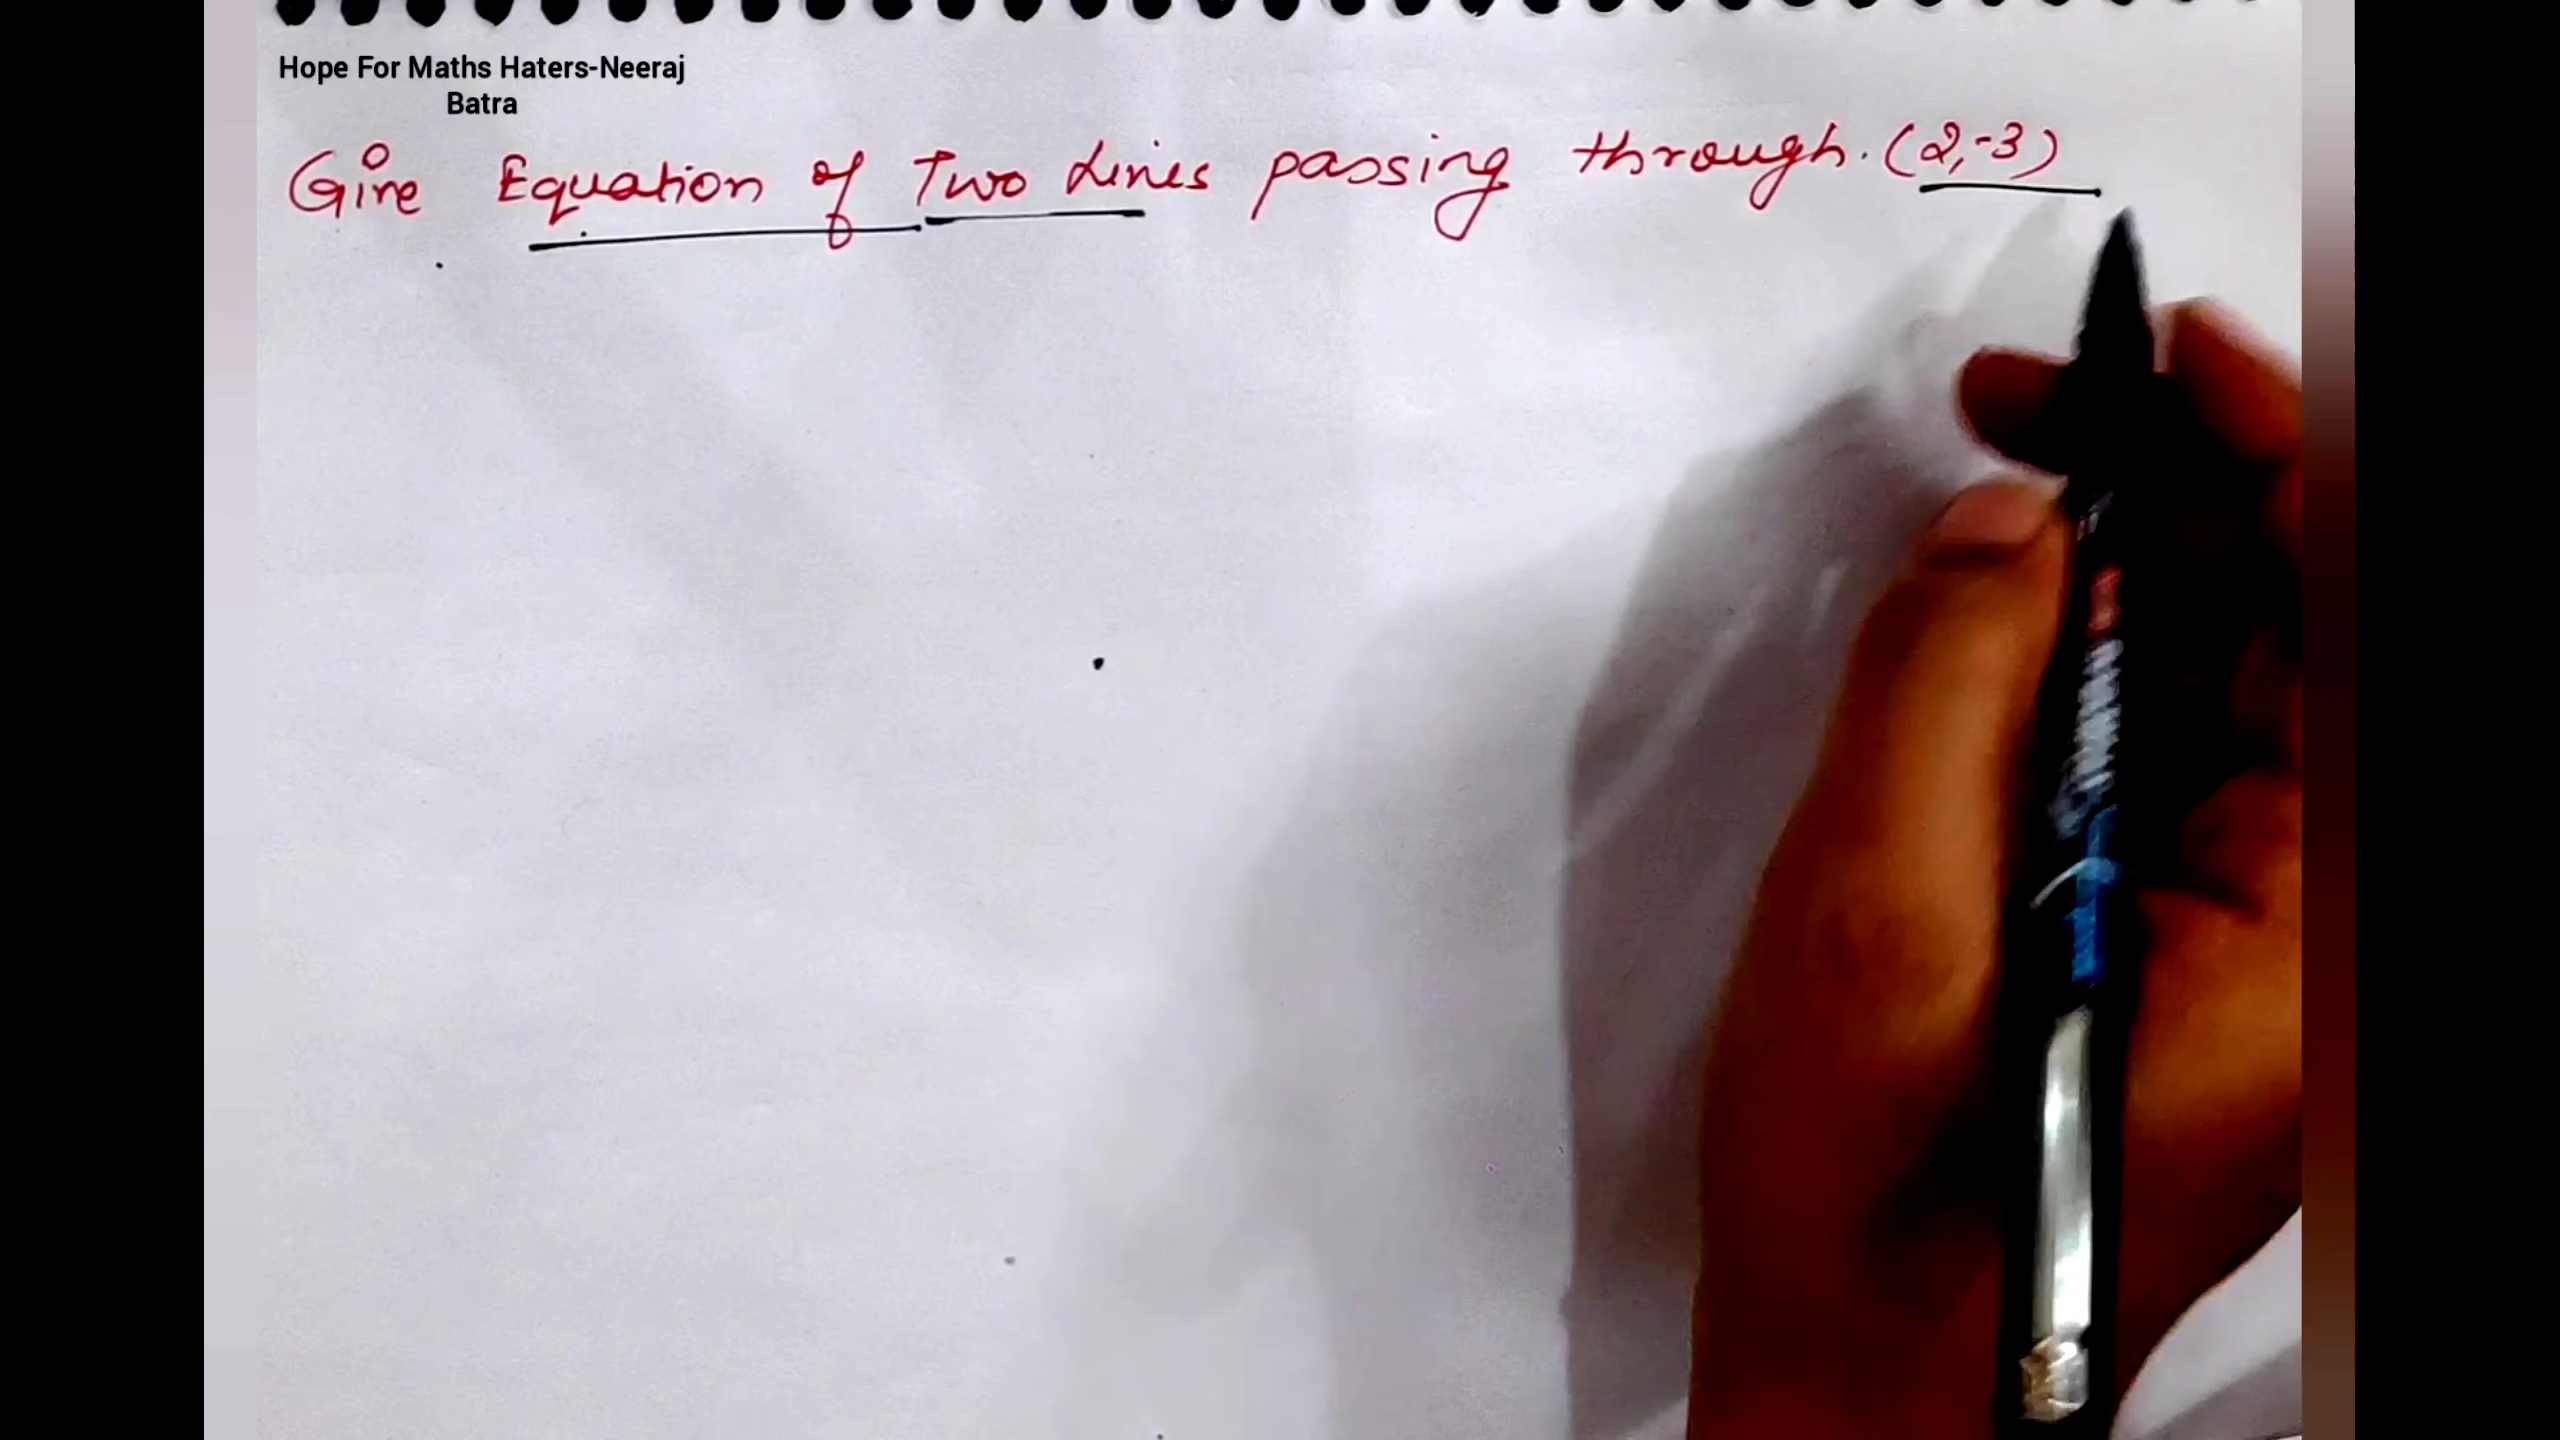 Hope For Maths Haters-Neeraj
Batra
Give Equation of Two Lines passing through. (2,-3)